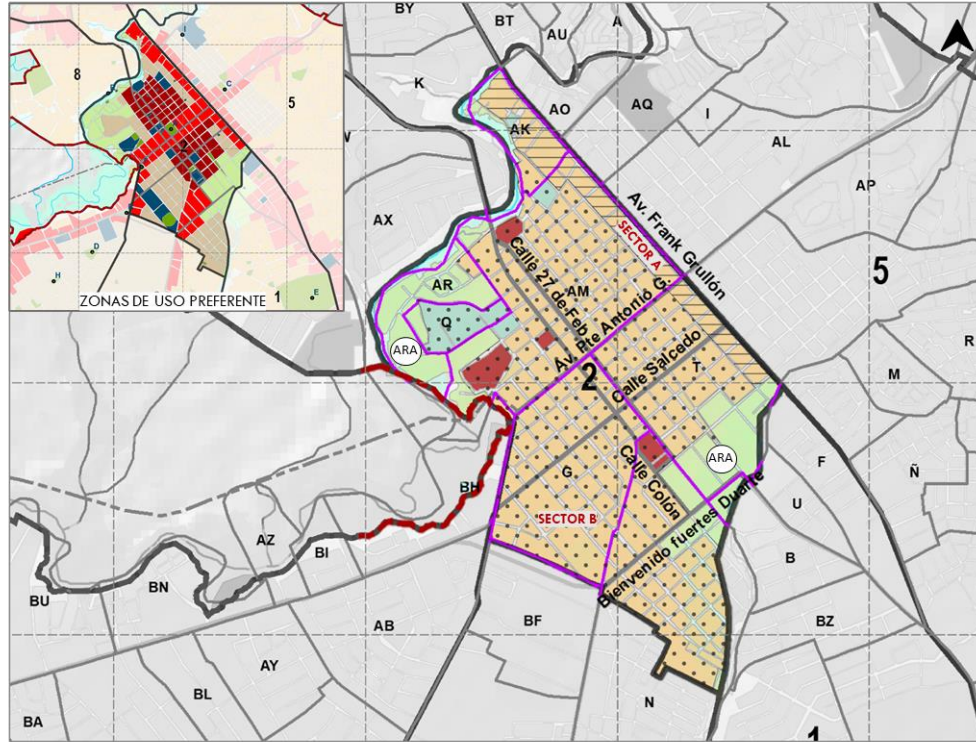 8
5
2
1
C
D
H
E
ZONAS DE USO PREFERENTE
BY
BT
AU
A
K
AO
AQ
I
AK
AL
AP
AX
Av. Frank Grullón
SECTOR A
Calle 27 de Feb.
AM
5
AR
Q
Av. Pte Antonio G.
ARA
R
2
Calle Salcedo
T
M
ARA
F
Ñ
G
Calle Colón
BH
SECTOR B
U
Bienvenido fuertes Duarte
AZ
BI
B
BU
BN
AB
BF
BZ
AY
BL
BA
N
1